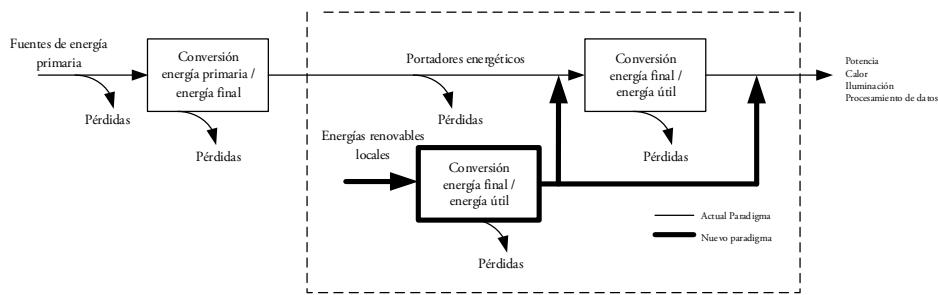 Fuentes de energía
primaria
Conversión
energía primaria /
energía final
Pérdidas
Pérdidas
Portadores energéticos
Pérdidas
Conversión
energía final /
energía útil
Pérdidas
Potencia
Calor
Iluminación
Procesamiento de datos
Energías renovables
locales
Conversión
energía final /
energía útil
Pérdidas
Actual Paradigma
Nuevo paradigma